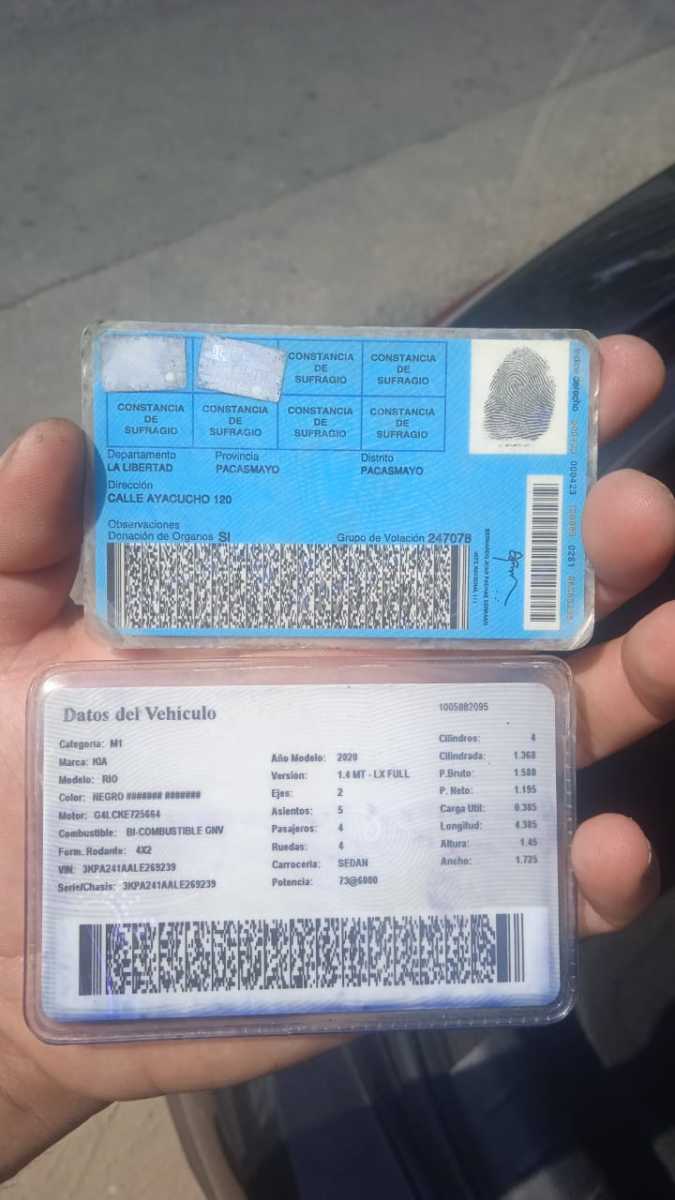 CONSTANCIA DE SUFRAGIO
CONSTANCIA DE SUFRAGIO
CONSTANCIA DE SUFRAGIO
CONSTANCIA DE SUFRAGIO
CONSTANCIA DE SUFRAGIO
CONSTANCIA DE SUFRAGIO
Departamento Provincia Distrito
LA LIBERTAD PACASMAYO PACASMAYO
Dirección
CALLE AYACUCHO 120
Observaciones
Donación de Organos SI Grupo de Votación 247078
Datos del Vehículo
1005882095
Categoria: M1
Marca: KIA
Modelo: RIO
Color: NEGRO ####### #######
Motor: G4LCKE725664
Combustible: BI-COMBUSTIBLE GNV
Form. Rodante: 4X2
VIN: 3KPA241AALE269239
Serie/Chasis: 3KPA241AALE269239
Año Modelo: 2020
Versión: 1.4 MT - LX FULL
Ejes: 2
Asientos: 5
Pasajeros: 4
Ruedas: 4
Carrocería: SEDAN
Potencia: 73@6000
Cilindros: 4
Cilindrada: 1.368
P.Bruto: 1.580
P. Neto: 1.195
Carga Util: 0.385
Longitud: 4.385
Altura: 1.45
Ancho: 1.725